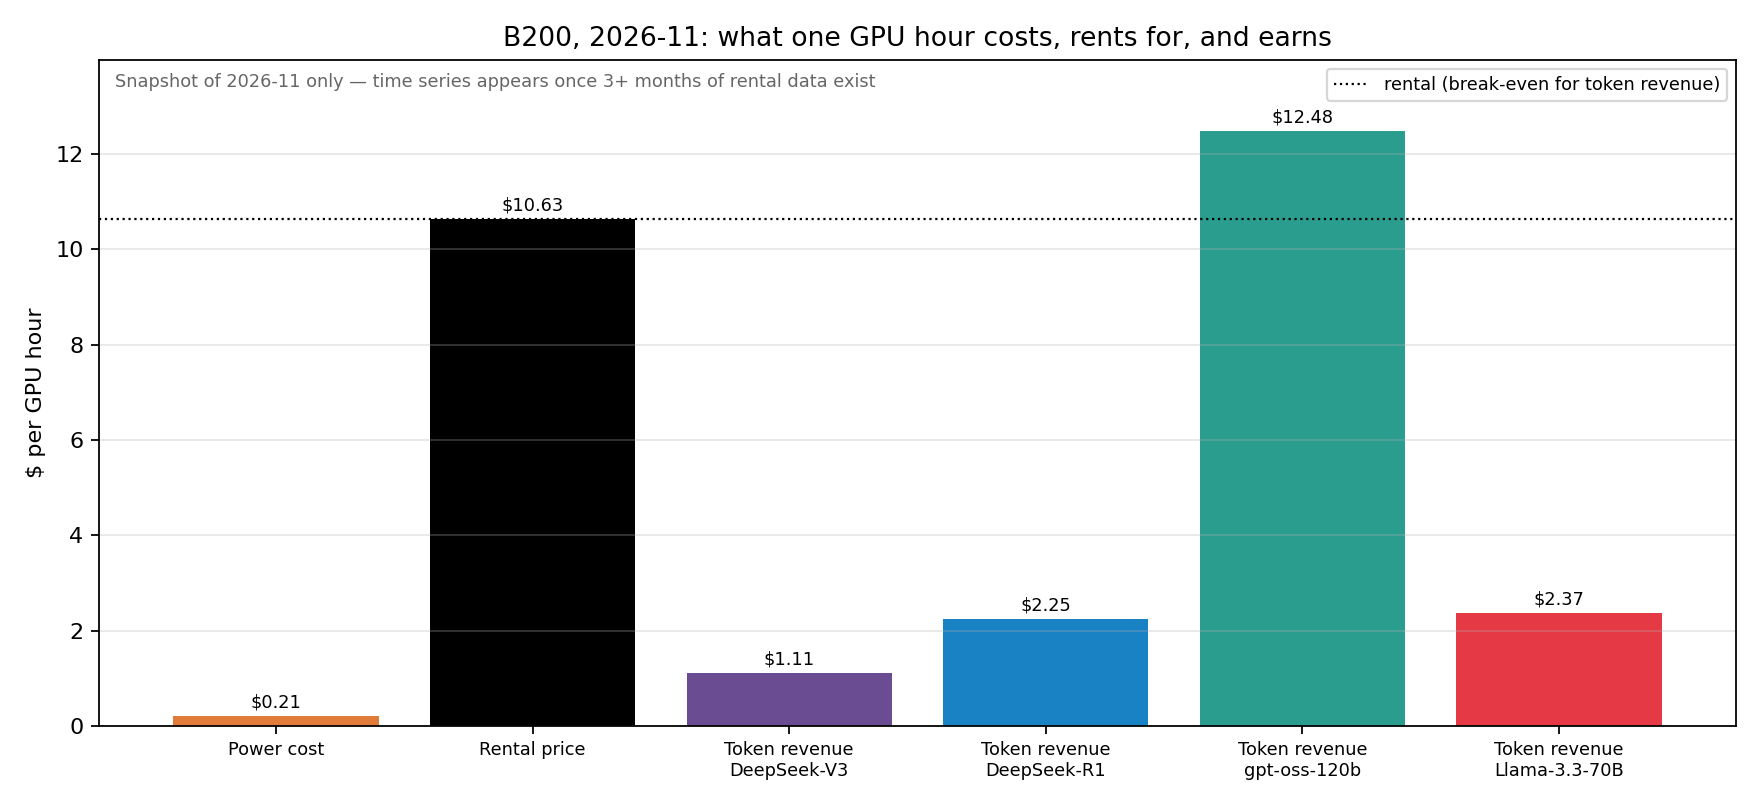 B200, 2026-11: what one GPU hour costs, rents for, and earns
Snapshot of 2026-11 only — time series appears once 3+ months of rental data exist
rental (break-even for token revenue)
$ per GPU hour
12
10
8
6
4
2
0
$0.21
$10.63
$1.11
$2.25
$12.48
$2.37
Power cost
Rental price
Token revenue
DeepSeek-V3
Token revenue
DeepSeek-R1
Token revenue
gpt-oss-120b
Token revenue
Llama-3.3-70B